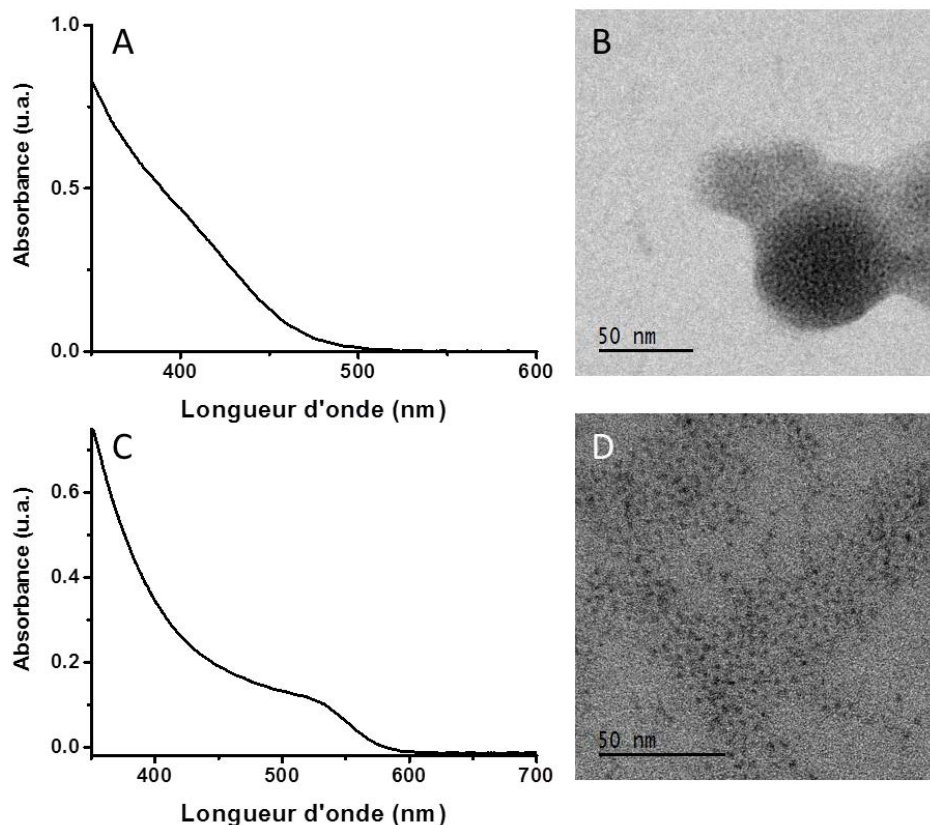 A
1.0
0.5
0.0
Absorbance (u.a.)
400 500 600
Longueur d'onde (nm)
B
50 nm
C
0.6
0.4
0.2
0.0
Absorbance (u.a.)
400 500 600 700
Longueur d'onde (nm)
D
50 nm